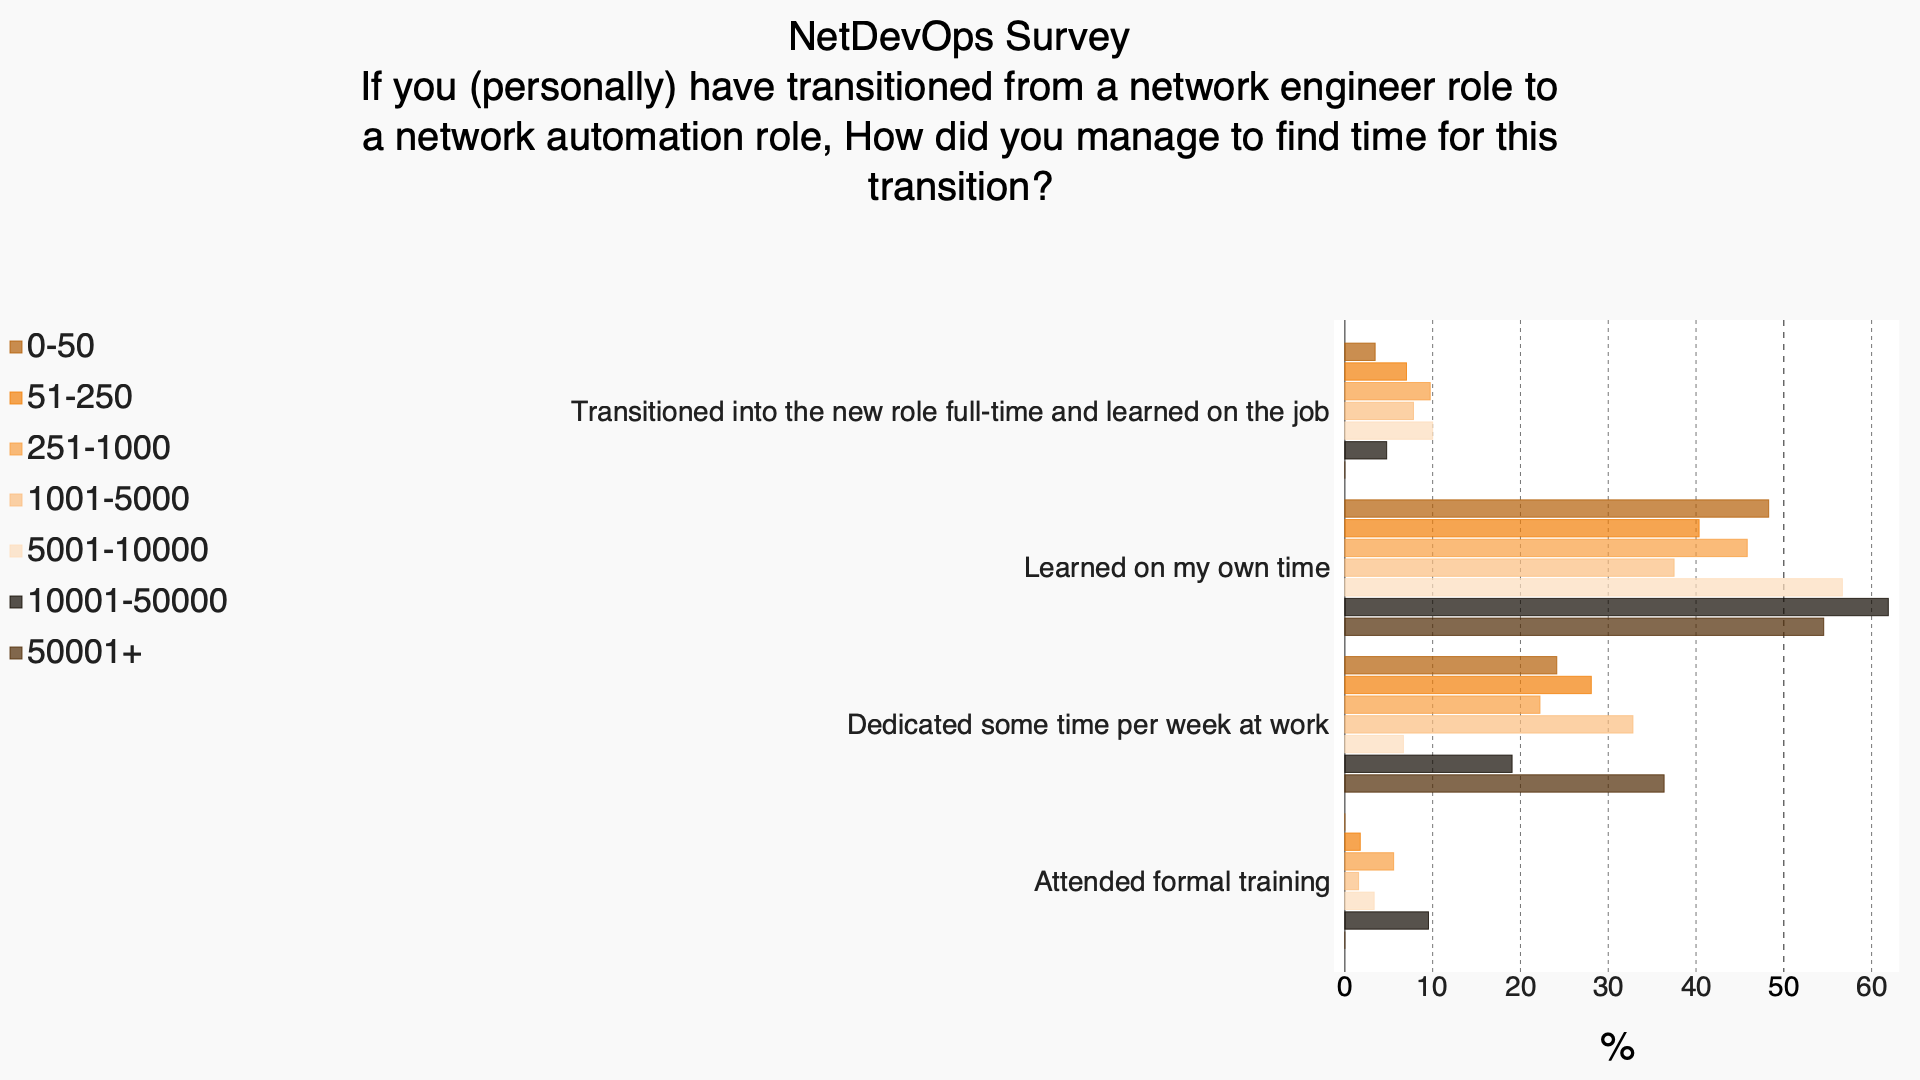 NetDevOps Survey
If you (personally) have transitioned from a network engineer role to
a network automation role, How did you manage to find time for this
transition?
0-50
51-250
251-1000
1001-5000
5001-10000
10001-50000
50001+
Transitioned into the new role full-time and learned on the job
Learned on my own time
Dedicated some time per week at work
Attended formal training
0 10 20 30 40 50 60
%